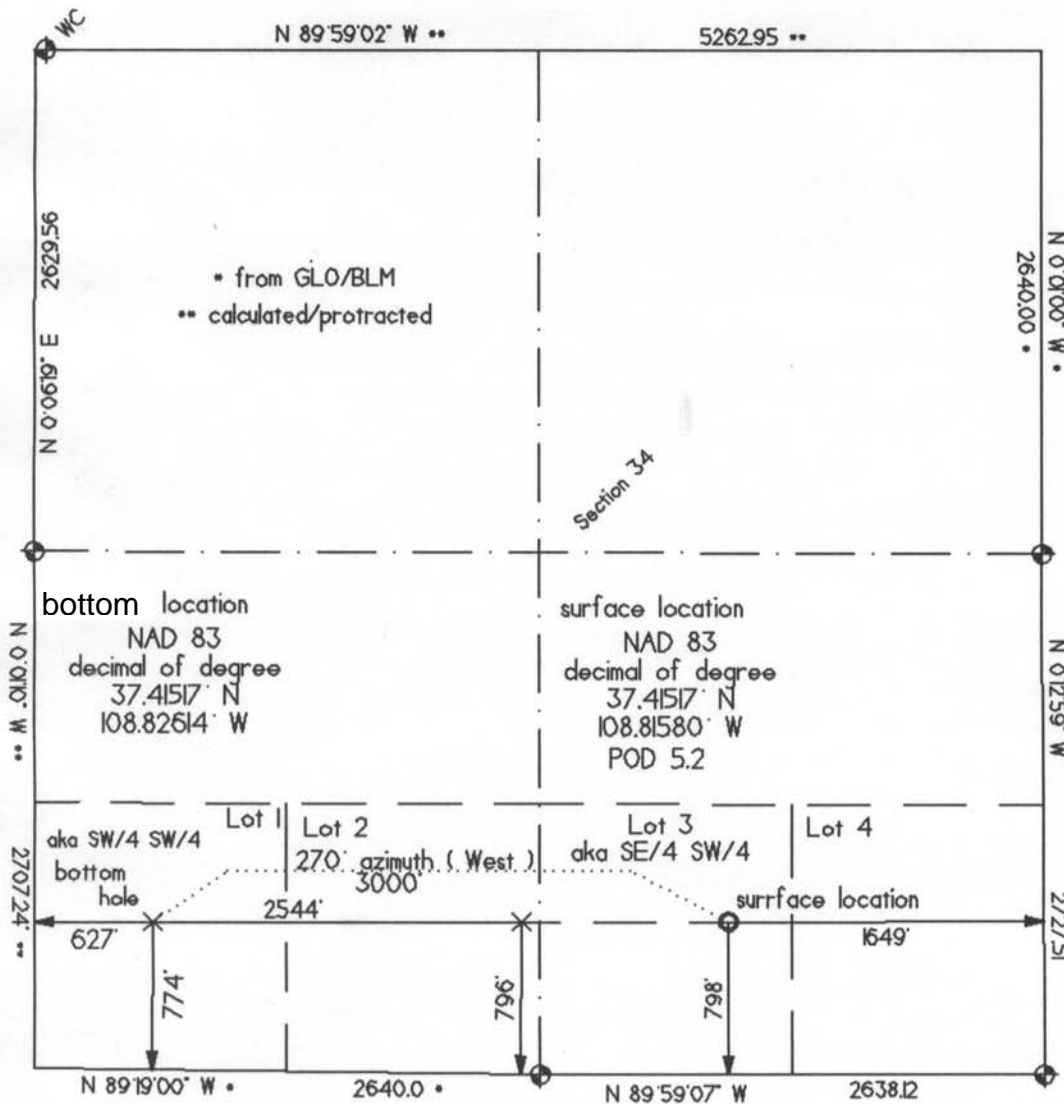 WC
N 89°59'02" W **
5262.95 **
2629.56
N 0°06'19" E
* from GLO/BLM
** calculated/protracted
N 0°01'00" W *
2640.00 *
Section 34
bottom location
NAD 83
decimal of degree
37.41517° N
108.82614° W
surface location
NAD 83
decimal of degree
37.41517° N
108.81580° W
POD 5.2
N 0°01'10" W **
2707.24 **
N 0°12'59" W
2727.51
Lot 1
Lot 2
Lot 3
Lot 4
aka SW/4 SW/4
aka SE/4 SW/4
270° azimuth ( West )
3000'
bottom
hole
surrface location
2544'
627'
1649'
774'
796'
798'
N 89°19'00" W *
2640.0 *
N 89°59'07" W
2638.12